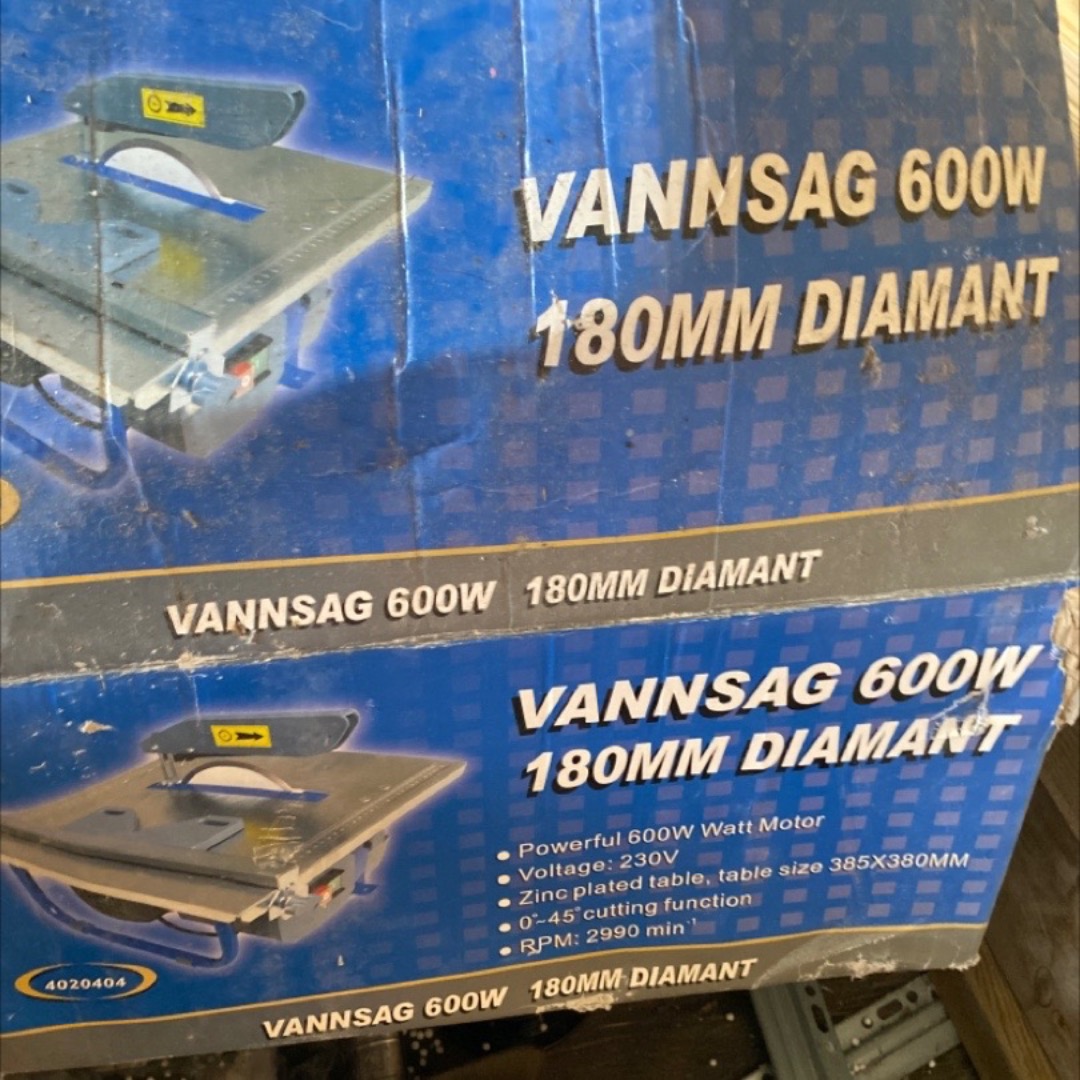 VANNSAG 600W
180MM DIAMANT
VANNSAG 600W 180MM DIAMANT
VANNSAG 600W
180MM DIAMANT
• Powerful 600W Watt Motor
• Voltage: 230V
• Zinc plated table, table size 385X380MM
• 0°~45° cutting function
• RPM: 2990 min⁻¹
4020404
VANNSAG 600W 180MM DIAMANT